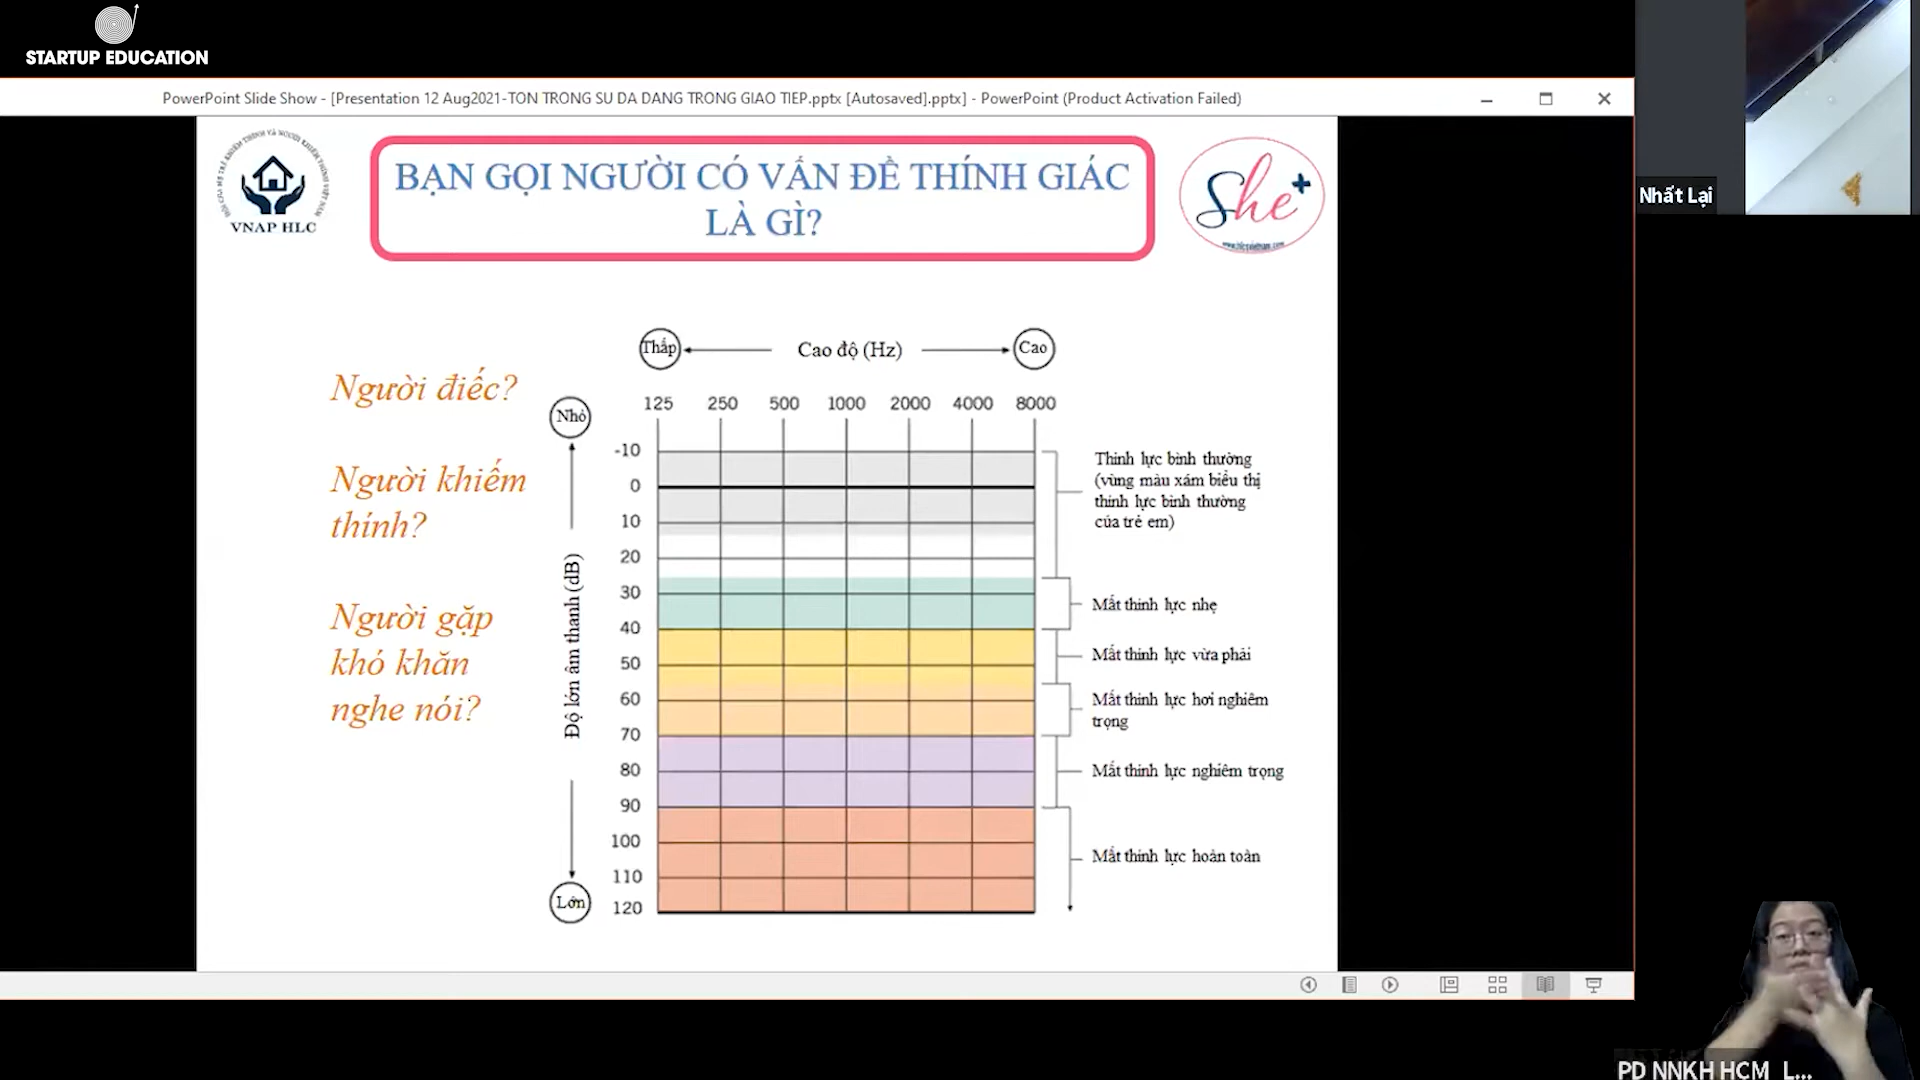 STARTUP EDUCATION
PowerPoint Slide Show - [Presentation 12 Aug2021-TON TRONG SU DA DANG TRONG GIAO TIEP.pptx [Autosaved].pptx] - PowerPoint (Product Activation Failed)
VNAP HLC
BẠN GỌI NGƯỜI CÓ VẤN ĐỀ THÍNH GIÁC
LÀ GÌ?
She+
Nhất Lại
Người điếc?
Người khiếm
thính?
Người gặp
khó khăn
nghe nói?
Thấp
Cao độ (Hz)
Cao
125 250 500 1000 2000 4000 8000
Nhỏ
Độ lớn âm thanh (dB)
Lớn
-10
0
10
20
30
40
50
60
70
80
90
100
110
120
Thính lực bình thường
(vùng màu xám biểu thị
thính lực bình thường
của trẻ em)
Mất thính lực nhẹ
Mất thính lực vừa phải
Mất thính lực hơi nghiêm
trọng
Mất thính lực nghiêm trọng
Mất thính lực hoàn toàn
PD NNKH HCM_L...